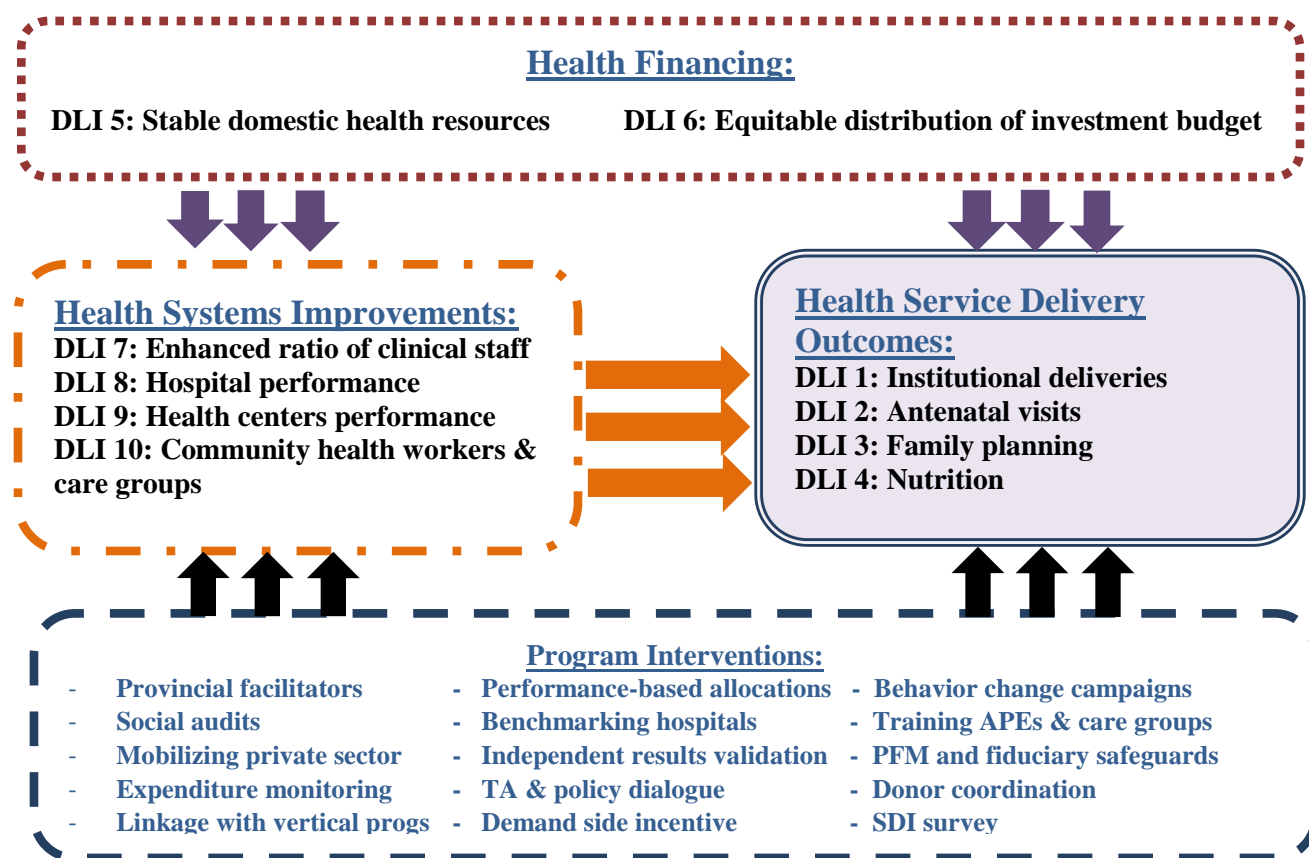 Health Financing:
DLI 5: Stable domestic health resources DLI 6: Equitable distribution of investment budget
Health Systems Improvements:
DLI 7: Enhanced ratio of clinical staff
DLI 8: Hospital performance
DLI 9: Health centers performance
DLI 10: Community health workers &
care groups
Health Service Delivery
Outcomes:
DLI 1: Institutional deliveries
DLI 2: Antenatal visits
DLI 3: Family planning
DLI 4: Nutrition
Program Interventions:
- Provincial facilitators - Performance-based allocations - Behavior change campaigns
- Social audits - Benchmarking hospitals - Training APEs & care groups
- Mobilizing private sector - Independent results validation - PFM and fiduciary safeguards
- Expenditure monitoring - TA & policy dialogue - Donor coordination
- Linkage with vertical progs - Demand side incentive - SDI survey